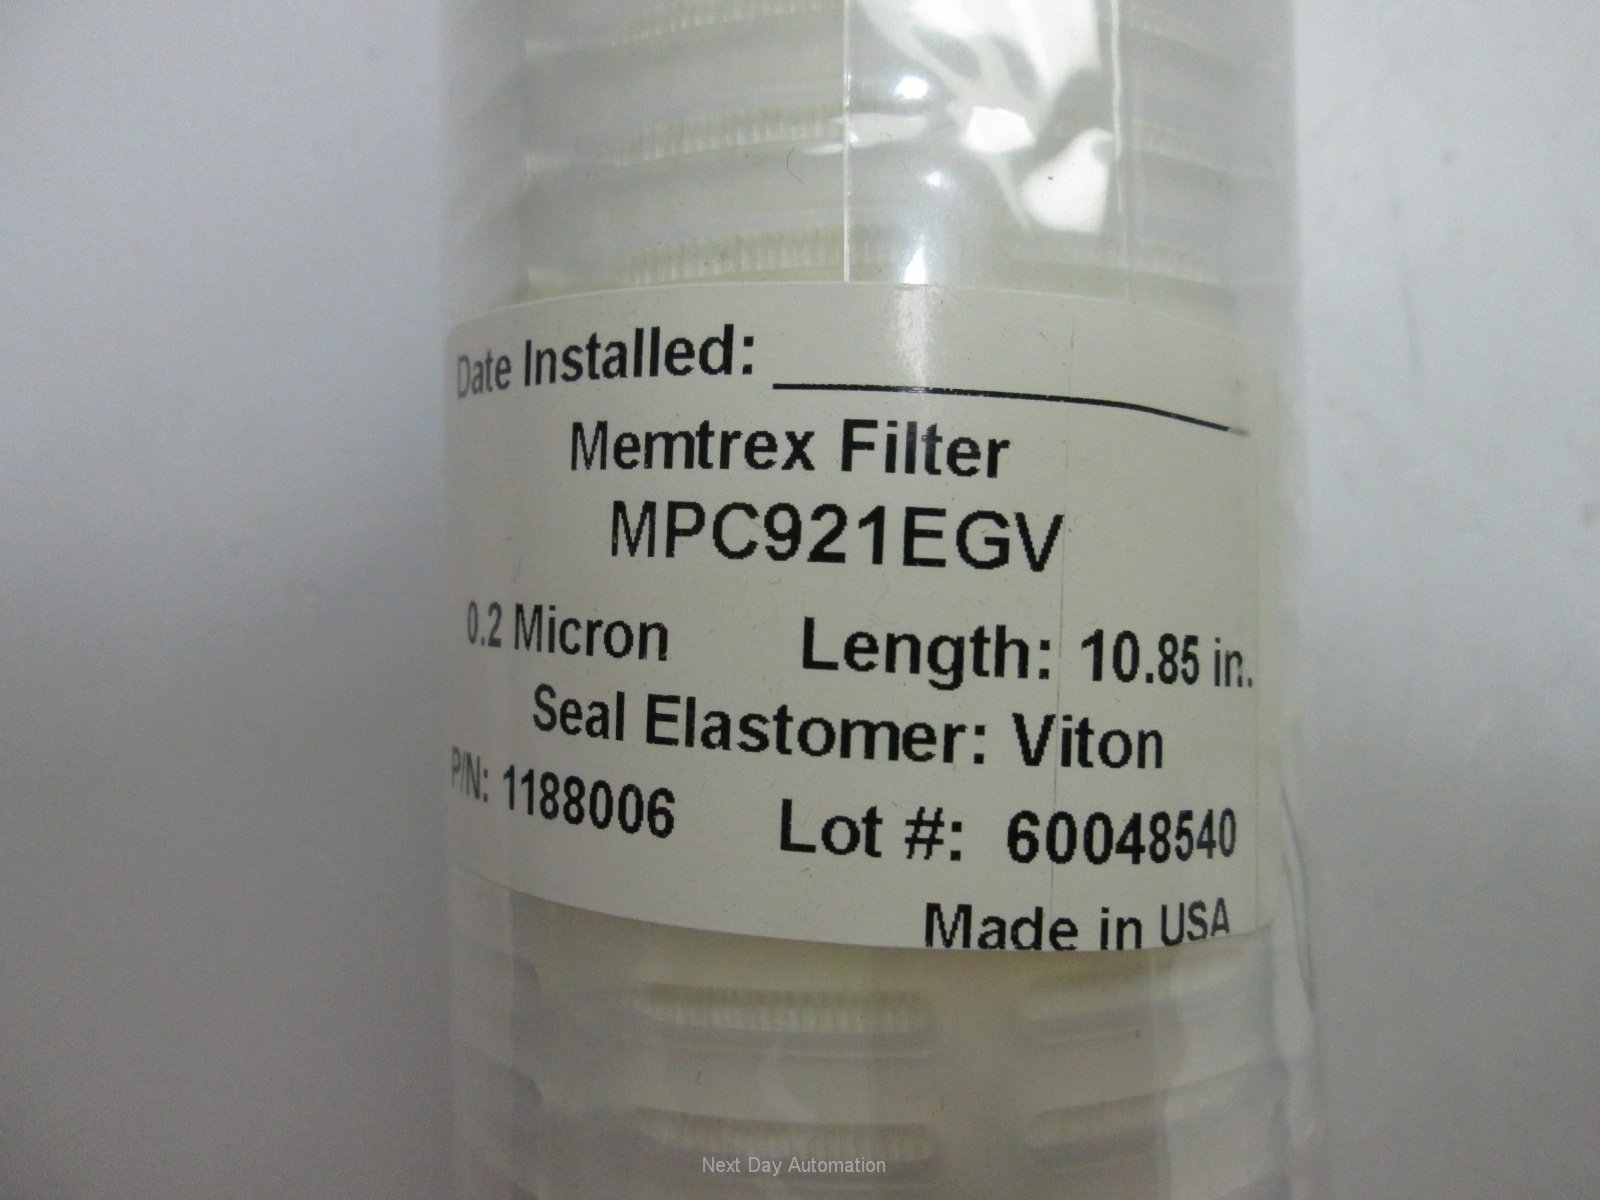 Date Installed: ____________
Memtrex Filter
MPC921EGV
0.2 Micron Length: 10.85 in.
Seal Elastomer: Viton
P/N: 1188006 Lot #: 60048540
Made in USA
Next Day Automation